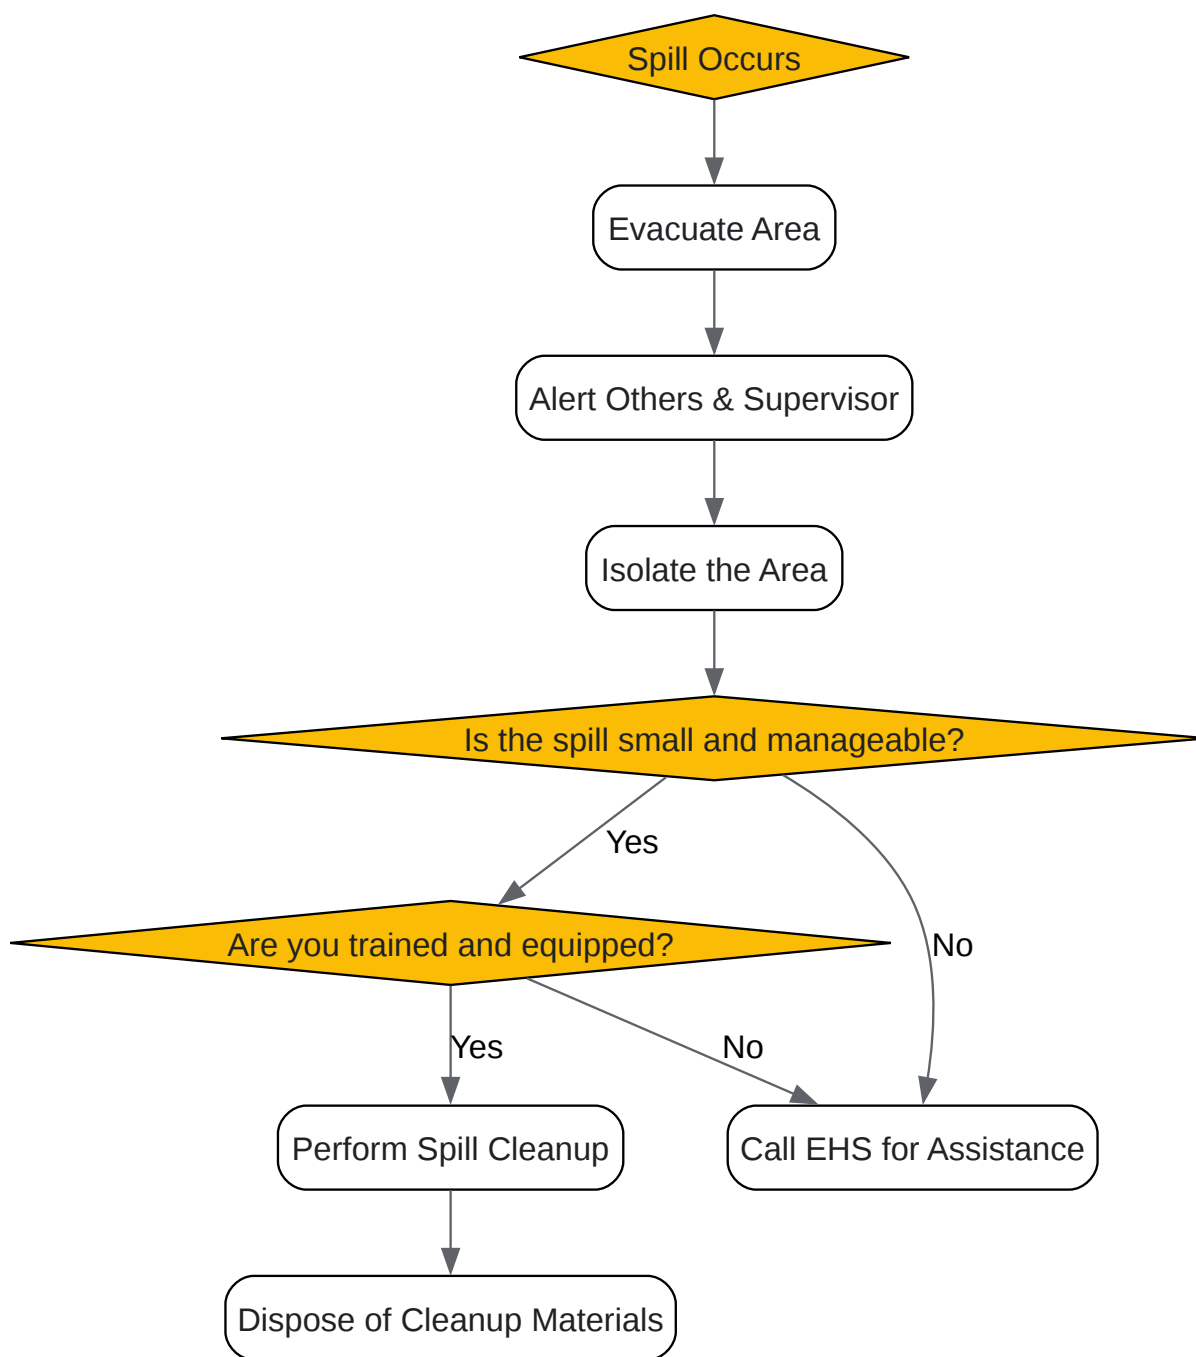 Spill Occurs
Evacuate Area
Alert Others & Supervisor
Isolate the Area
Is the spill small and manageable?
Yes
No
Are you trained and equipped?
Yes
No
Perform Spill Cleanup
Call EHS for Assistance
Dispose of Cleanup Materials